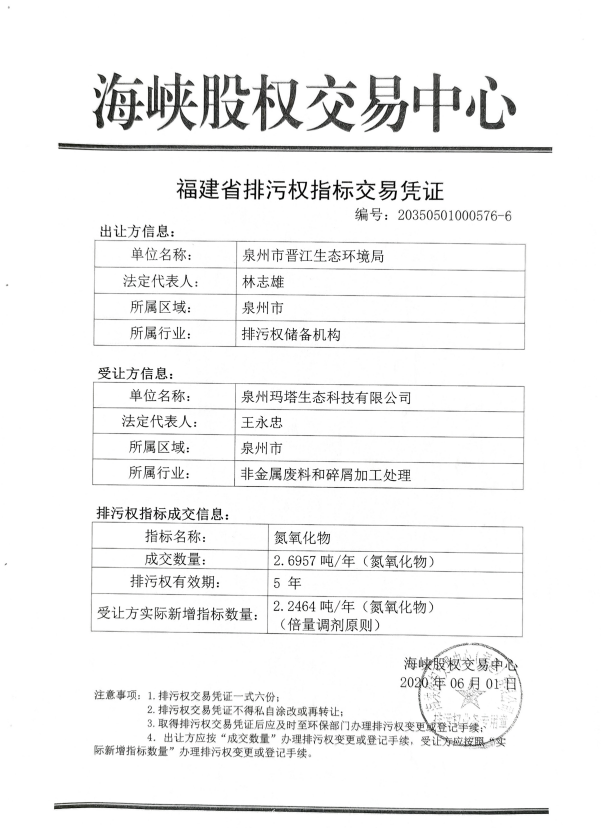 海峡股权交易中心
福建省排污权指标交易凭证
编号：20350501000576-6
出让方信息：
单位名称： 泉州市晋江生态环境局
法定代表人： 林志雄
所属区域： 泉州市
所属行业： 排污权储备机构
受让方信息：
单位名称： 泉州玛塔生态科技有限公司
法定代表人： 王永忠
所属区域： 泉州市
所属行业： 非金属废料和碎屑加工处理
排污权指标成交信息：
指标名称： 氮氧化物
成交数量： 2.6957 吨/年（氮氧化物）
排污权有效期： 5 年
受让方实际新增指标数量： 2.2464 吨/年（氮氧化物）
（倍量调剂原则）
海峡股权交易中心
2020 年 06 月 01 日
注意事项：1.排污权交易凭证一式六份；
2.排污权交易凭证不得私自涂改或再转让；
3.取得排污权交易凭证后应及时至环保部门办理排污权变更或登记手续；
4. 出让方应按“成交数量”办理排污权变更或登记手续，受让方应按照“实
际新增指标数量”办理排污权变更或登记手续。